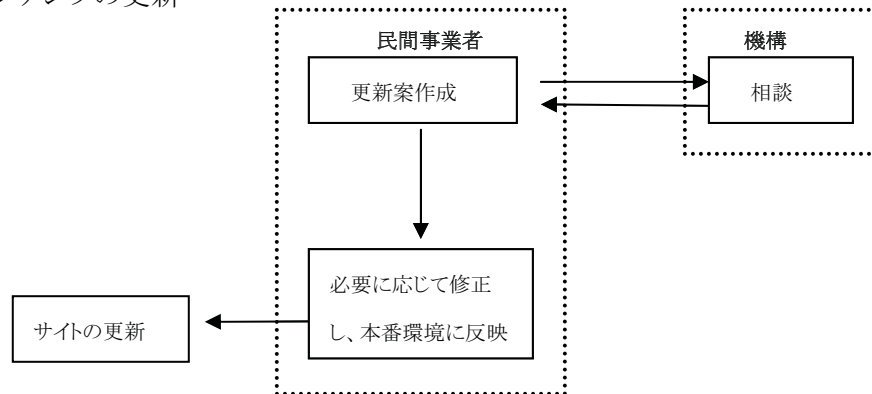 の更新
民間事業者
機構
更新案作成
相談
必要に応じて修正
し、本番環境に反映
サイトの更新